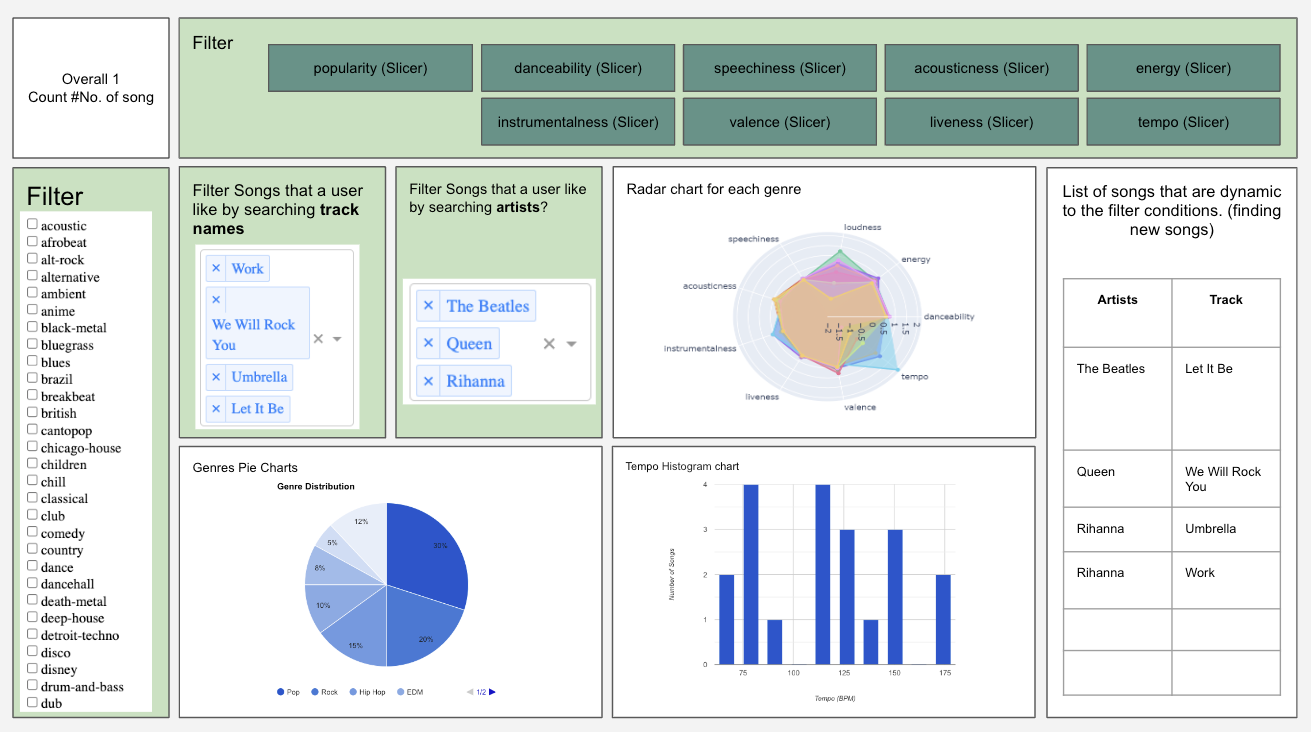 Overall 1
Count #No. of song
Filter
popularity (Slicer)
danceability (Slicer)
speechiness (Slicer)
acousticness (Slicer)
energy (Slicer)
instrumentalness (Slicer)
valence (Slicer)
liveness (Slicer)
tempo (Slicer)
Filter
acoustic
afrobeat
alt-rock
alternative
ambient
anime
black-metal
bluegrass
blues
brazil
breakbeat
british
cantopop
chicago-house
children
chill
classical
club
comedy
country
dance
dancehall
death-metal
deep-house
detroit-techno
disco
disney
drum-and-bass
dub
Filter Songs that a user
like by searching track
names
× Work
×
We Will Rock
You
× Umbrella
× Let It Be
Filter Songs that a user like
by searching artists?
× The Beatles
× Queen
× Rihanna
Radar chart for each genre
loudness
speechiness
energy
acousticness
danceability
−2 −1.5 −1 −0.5 0 0.5 1 1.5 2
instrumentalness
tempo
liveness
valence
Genres Pie Charts
Genre Distribution
12%
30%
5%
8%
10%
15%
20%
Pop Rock Hip Hop EDM 1/2
Tempo Histogram chart
Number of Songs
4
3
2
1
0
75 100 125 150 175
Tempo (BPM)
List of songs that are dynamic
to the filter conditions. (finding
new songs)
Artists Track
The Beatles Let It Be
Queen We Will Rock
You
Rihanna Umbrella
Rihanna Work